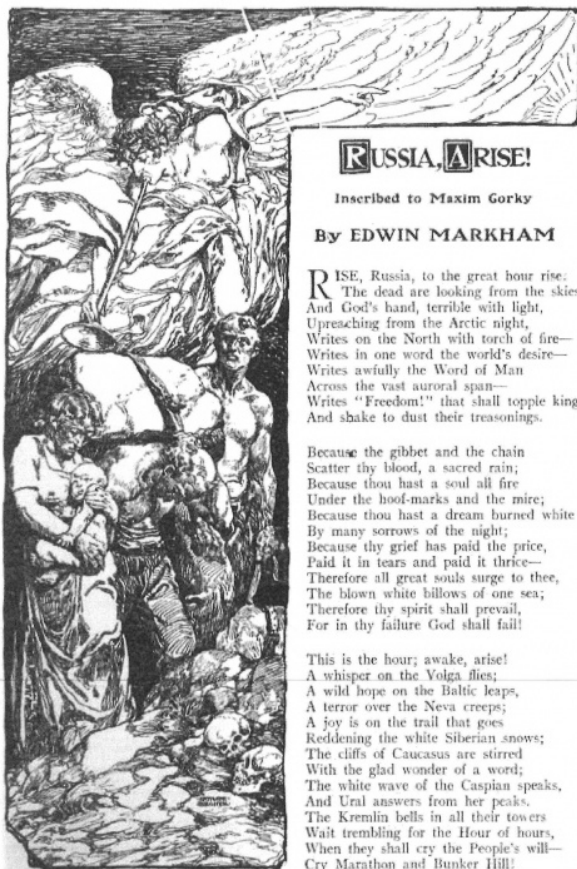 RUSSIA, ARISE!
Inscribed to Maxim Gorky
By EDWIN MARKHAM
RISE, Russia, to the great hour rise.
The dead are looking from the skies
And God's hand, terrible with light,
Upreaching from the Arctic night,
Writes on the North with torch of fire—
Writes in one word the world's desire—
Writes awfully the Word of Man
Across the vast auroral span—
Writes "Freedom!" that shall topple king
And shake to dust their treasonings.
Because the gibbet and the chain
Scatter thy blood, a sacred rain;
Because thou hast a soul all fire
Under the hoof-marks and the mire;
Because thou hast a dream burned white
By many sorrows of the night;
Because thy grief has paid the price,
Paid it in tears and paid it thrice—
Therefore all great souls surge to thee,
The blown white billows of one sea;
Therefore thy spirit shall prevail,
For in thy failure God shall fail!
This is the hour; awake, arise!
A whisper on the Volga flies;
A wild hope on the Baltic leaps,
A terror over the Neva creeps;
A joy is on the trail that goes
Reddening the white Siberian snows;
The cliffs of Caucasus are stirred
With the glad wonder of a word;
The white wave of the Caspian speaks,
And Ural answers from her peaks.
The Kremlin bells in all their towers
Wait trembling for the Hour of hours,
When they shall cry the People's will—
Cry Marathon and Bunker Hill!